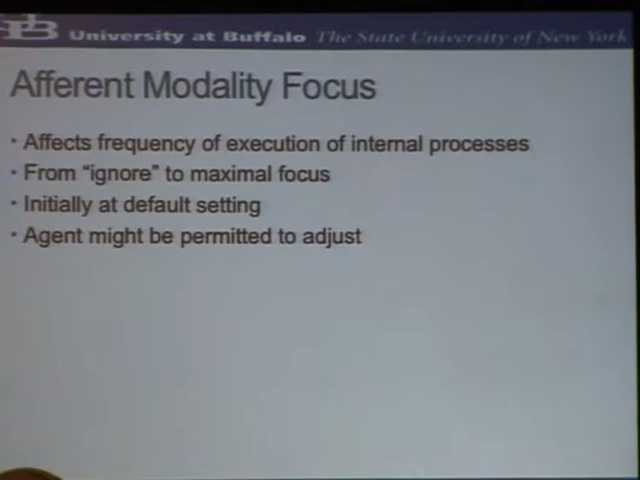 UB University at Buffalo The State University of New York
Afferent Modality Focus
• Affects frequency of execution of internal processes
• From “ignore” to maximal focus
• Initially at default setting
• Agent might be permitted to adjust